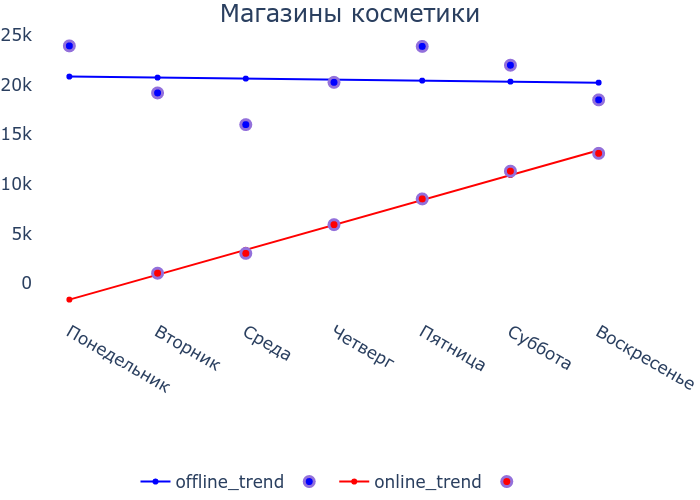 Магазины косметики
25k
20k
15k
10k
5k
0
Понедельник
Вторник
Среда
Четверг
Пятница
Суббота
Воскресенье
offline_trend
online_trend